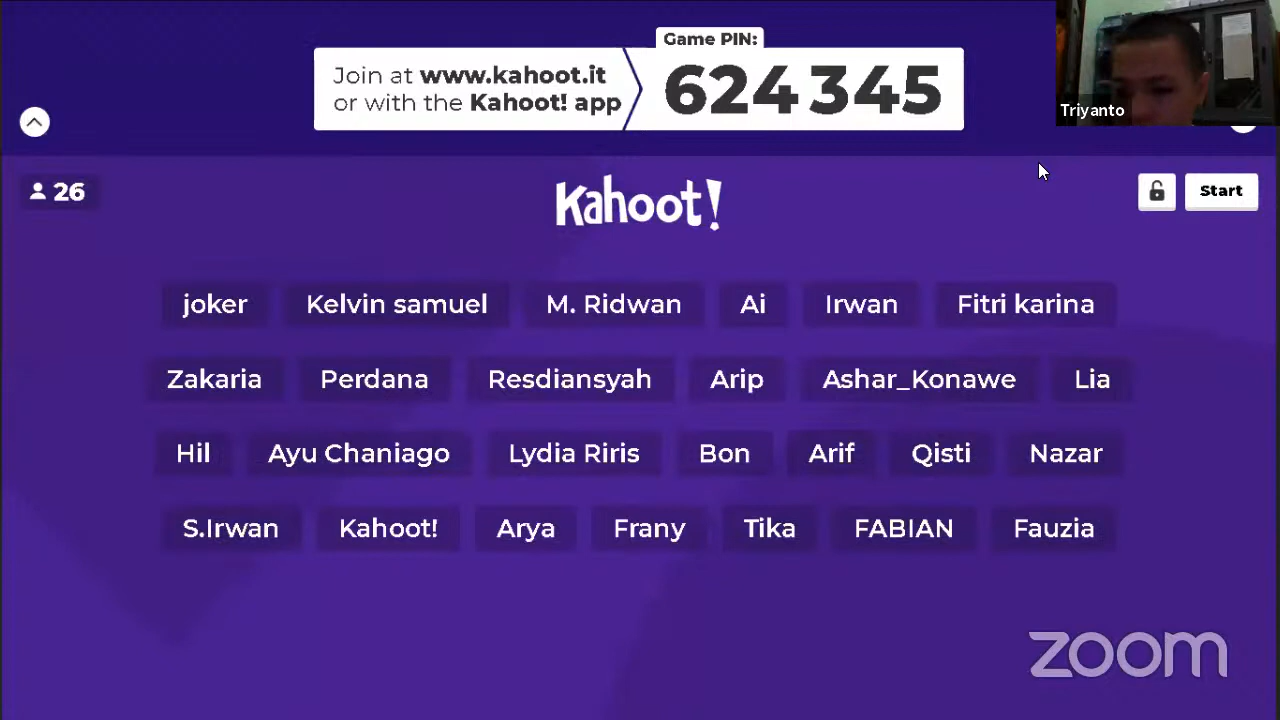 Game PIN:
Join at www.kahoot.it
or with the Kahoot! app
624 345
Triyanto
26
Kahoot!
Start
joker Kelvin samuel M. Ridwan Ai Irwan Fitri karina
Zakaria Perdana Resdiansyah Arip Ashar_Konawe Lia
Hil Ayu Chaniago Lydia Riris Bon Arif Qisti Nazar
S.Irwan Kahoot! Arya Frany Tika FABIAN Fauzia
zoom